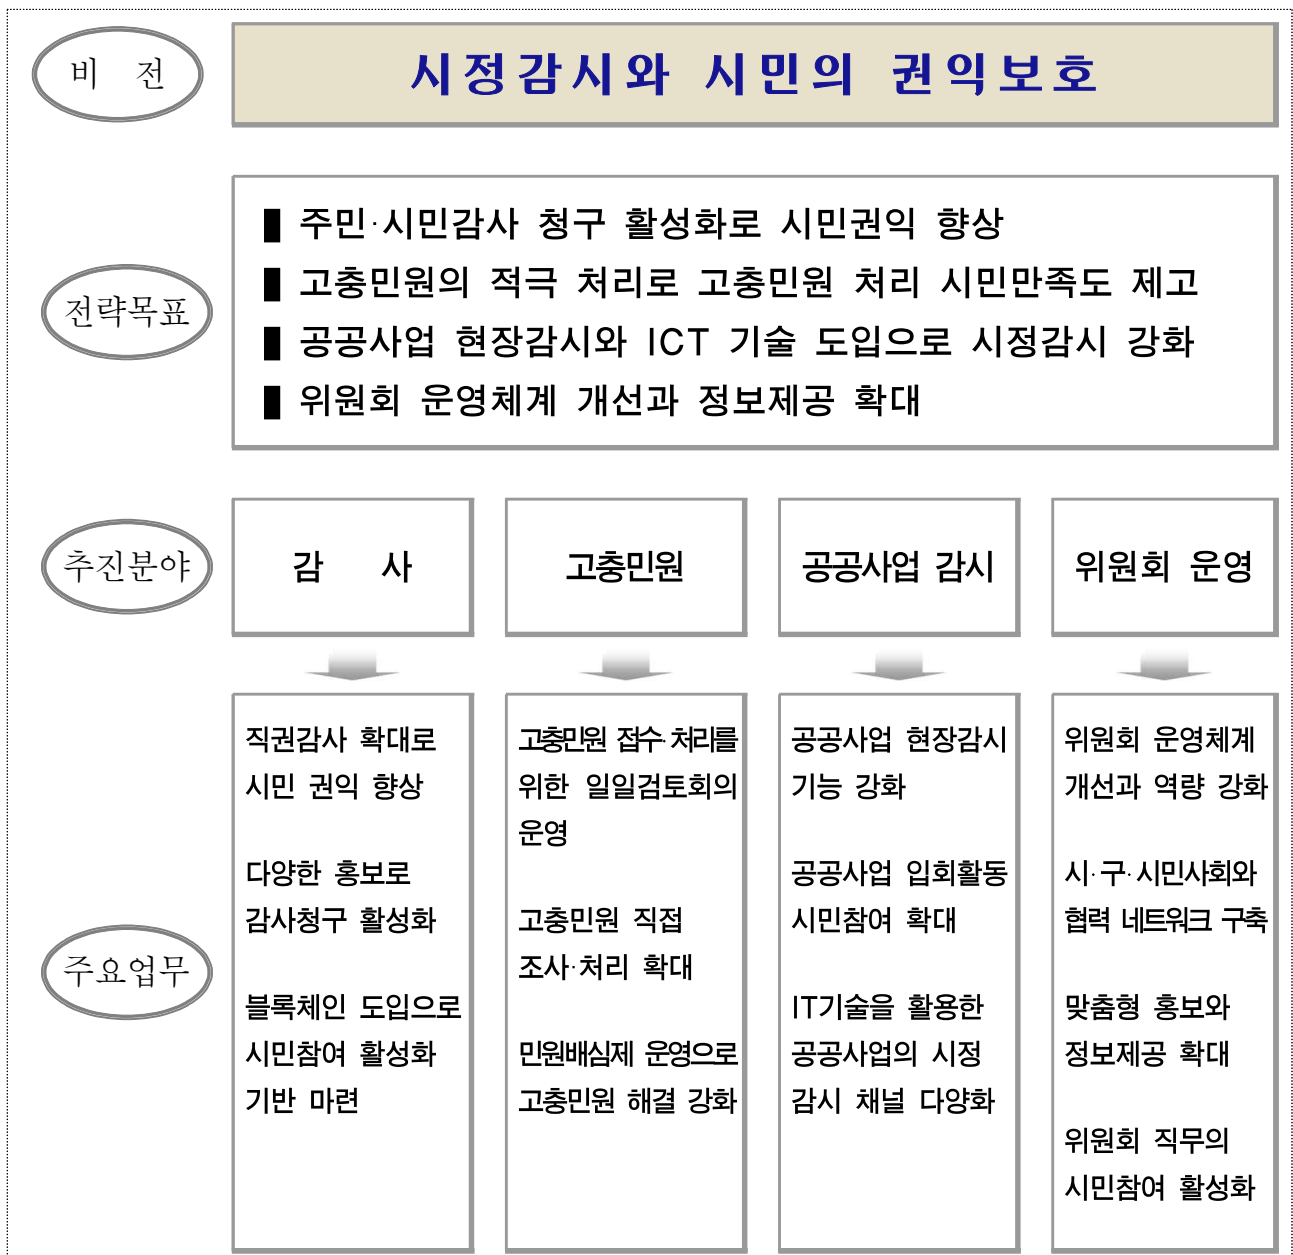 비 전
시정감시와 시민의 권익보호
전략목표
▮ 주민·시민감사 청구 활성화로 시민권익 향상
▮ 고충민원의 적극 처리로 고충민원 처리 시민만족도 제고
▮ 공공사업 현장감시와 ICT 기술 도입으로 시정감시 강화
▮ 위원회 운영체계 개선과 정보제공 확대
추진분야
감 사
고충민원
공공사업 감시
위원회 운영
주요업무
직권감사 확대로
시민 권익 향상
다양한 홍보로
감사청구 활성화
블록체인 도입으로
시민참여 활성화
기반 마련
고충민원 접수·처리를
위한 일일검토회의
운영
고충민원 직접
조사·처리 확대
민원배심제 운영으로
고충민원 해결 강화
공공사업 현장감시
기능 강화
공공사업 입회활동
시민참여 확대
IT기술을 활용한
공공사업의 시정
감시 채널 다양화
위원회 운영체계
개선과 역량 강화
시·구·시민사회와
협력 네트워크 구축
맞춤형 홍보와
정보제공 확대
위원회 직무의
시민참여 활성화